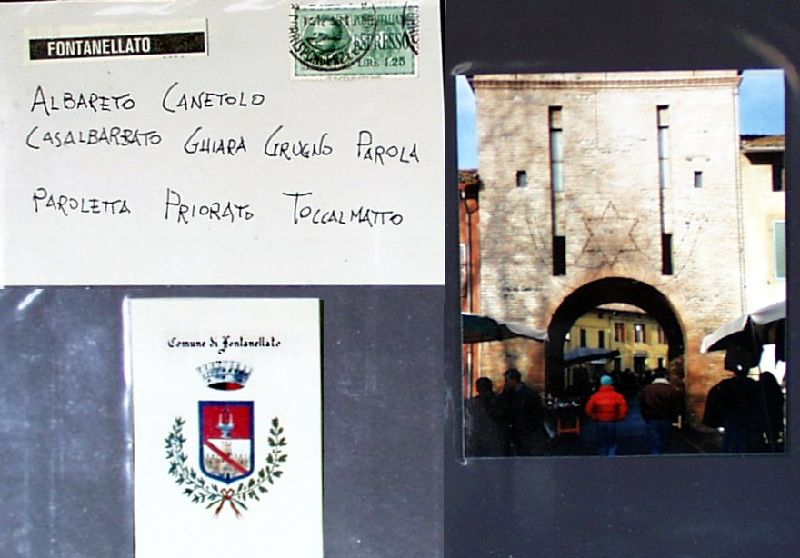 FONTANELLATO
ESPRESSO
LIRE 1.25
ALBARETO CANETOLO
CASALBARBATO GHIARA GRUGNO PAROLA
PAROLETTA PRIORATO TOCCALMATTO
Comune di Fontanellato